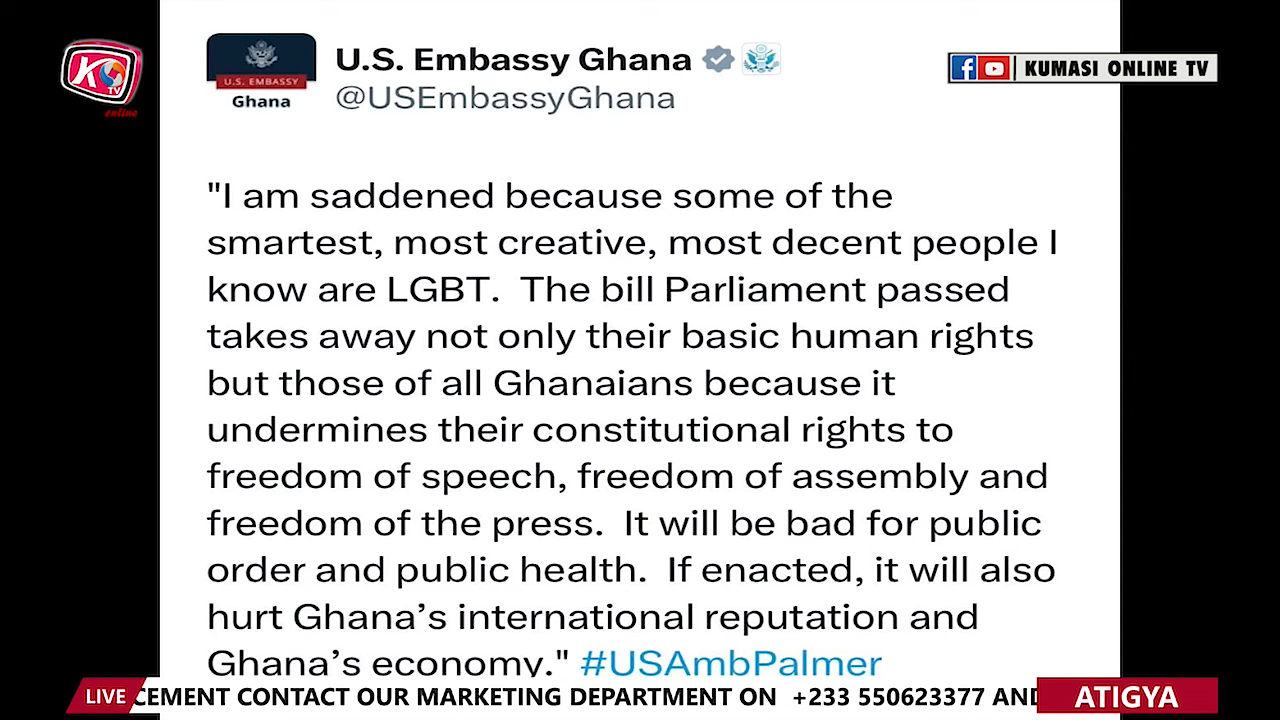 K TV online
U.S. EMBASSY
Ghana
U.S. Embassy Ghana
@USEmbassyGhana
KUMASI ONLINE TV
"I am saddened because some of the
smartest, most creative, most decent people I
know are LGBT.  The bill Parliament passed
takes away not only their basic human rights
but those of all Ghanaians because it
undermines their constitutional rights to
freedom of speech, freedom of assembly and
freedom of the press.  It will be bad for public
order and public health.  If enacted, it will also
hurt Ghana’s international reputation and
Ghana’s economy." #USAmbPalmer
LIVE CEMENT CONTACT OUR MARKETING DEPARTMENT ON +233 550623377 AND ATIGYA